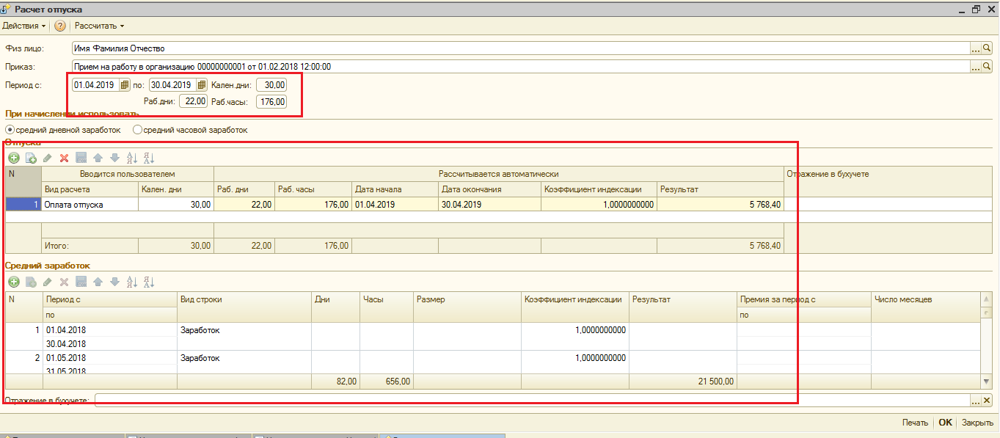 Расчет отпуска
Действия Рассчитать
Физ лицо: Имя Фамилия Отчество
Приказ: Прием на работу в организацию 00000000001 от 01.02.2018 12:00:00
Период с: 01.04.2019 по: 30.04.2019 Кален.дни: 30,00
Раб.дни: 22,00 Раб.часы: 176,00
При начислении использовать
средний дневной заработок средний часовой заработок
Отпуска
N Вводится пользователем Рассчитывается автоматически Отражение в бухучете
Вид расчета Кален. дни Раб. дни Раб. часы Дата начала Дата окончания Коэффициент индексации Результат
1 Оплата отпуска 30,00 22,00 176,00 01.04.2019 30.04.2019 1,0000000000 5 768,40
Итого: 30,00 22,00 176,00 5 768,40
Средний заработок
N Период с Вид строки Дни Часы Размер Коэффициент индексации Результат Премия за период с Число месяцев
по по
1 01.04.2018 Заработок 1,0000000000
30.04.2018
2 01.05.2018 Заработок 1,0000000000
31.05.2018
82,00 656,00 21 500,00
Отражение в бухучете:
Печать OK Закрыть